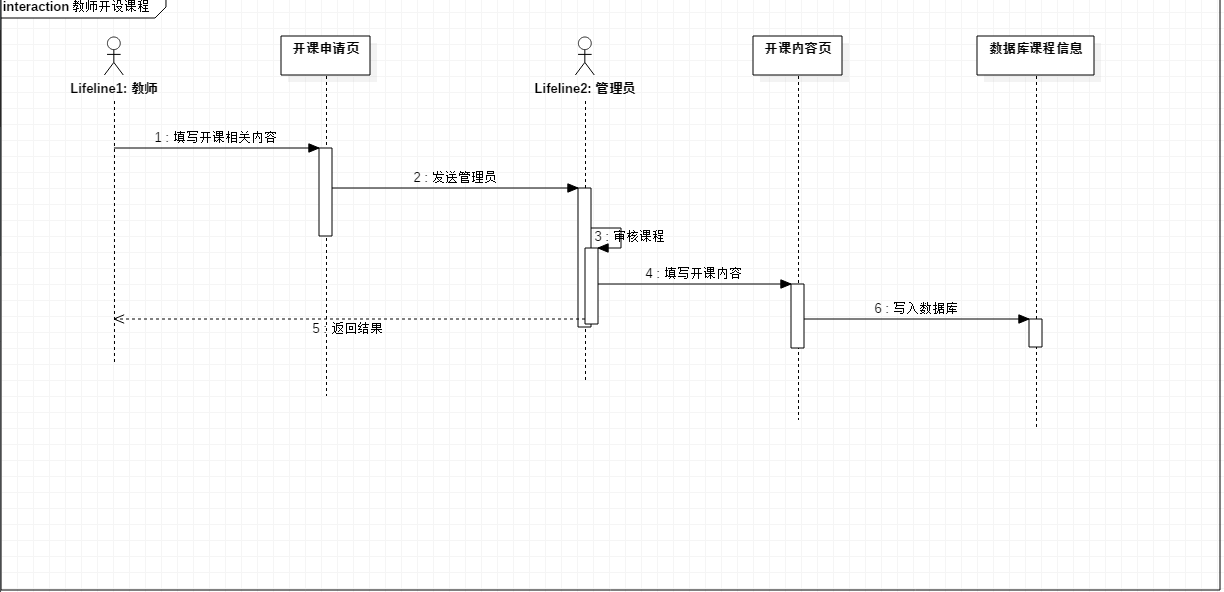 interaction 教师开设课程
开课申请页
开课内容页
数据库课程信息
Lifeline1: 教师
Lifeline2: 管理员
1 : 填写开课相关内容
2 : 发送管理员
3 : 审核课程
4 : 填写开课内容
6 : 写入数据库
5 : 返回结果